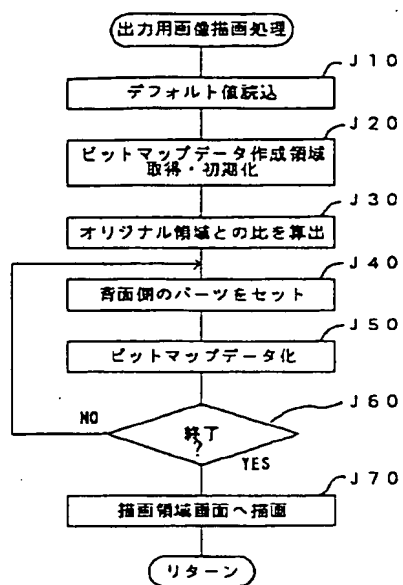 出力用画像描画処理
J10
デフォルト値読込
J20
ビットマップデータ作成領域
取得・初期化
J30
オリジナル領域との比を算出
J40
背面側のパーツをセット
J50
ビットマップデータ化
J60
NO
終了
?
YES
J70
描画領域画面へ描画
リターン